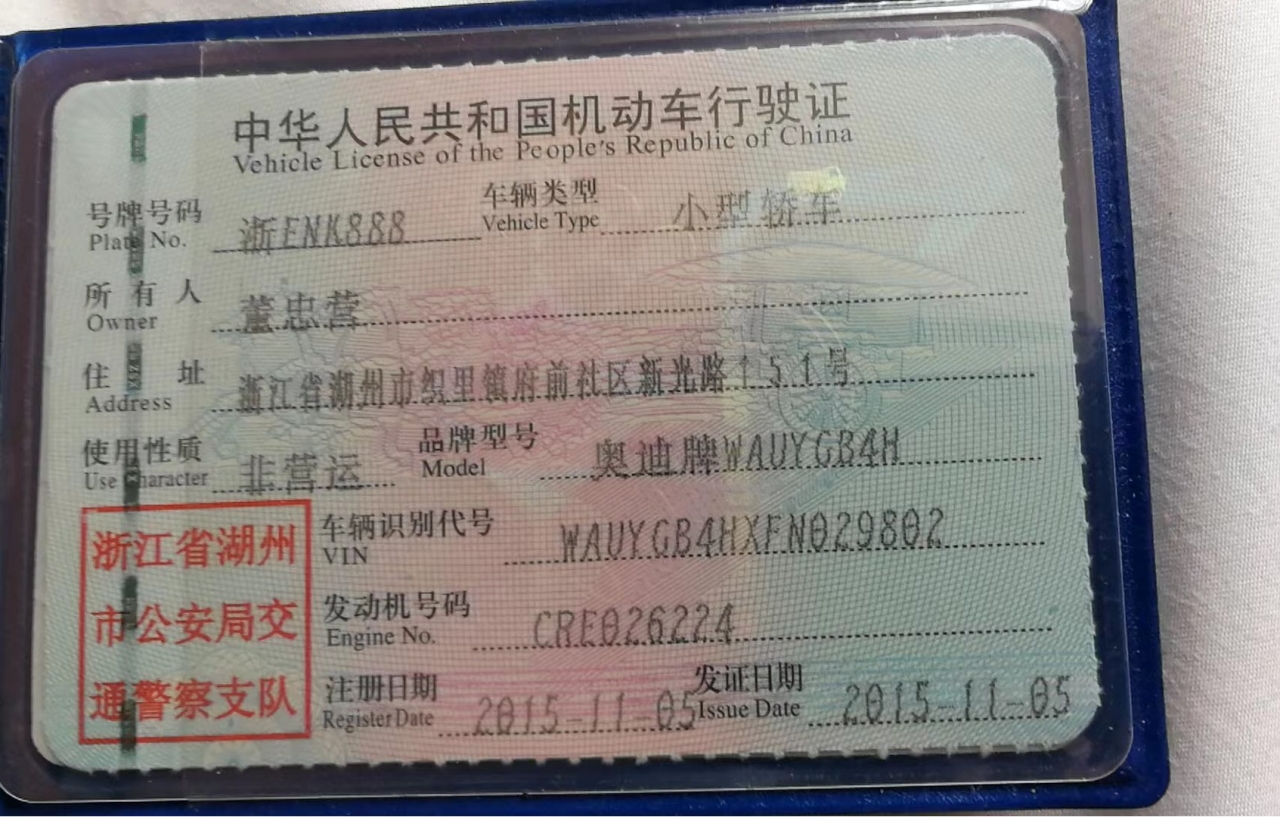 中华人民共和国机动车行驶证
Vehicle License of the People's Republic of China
号牌号码 浙ENK888 车辆类型 小型轿车
Plate No. Vehicle Type
所有人 董忠营
Owner
住址 浙江省湖州市织里镇府前社区新光路151号
Address
使用性质 非营运 品牌型号 奥迪牌WAUYGB4H
Use Character Model
浙江省湖州 车辆识别代号 WAUYGB4HXFN029802
VIN
市公安局交 发动机号码 CRE026224
Engine No.
通警察支队 注册日期 2015-11-05 发证日期 2015-11-05
Register Date Issue Date